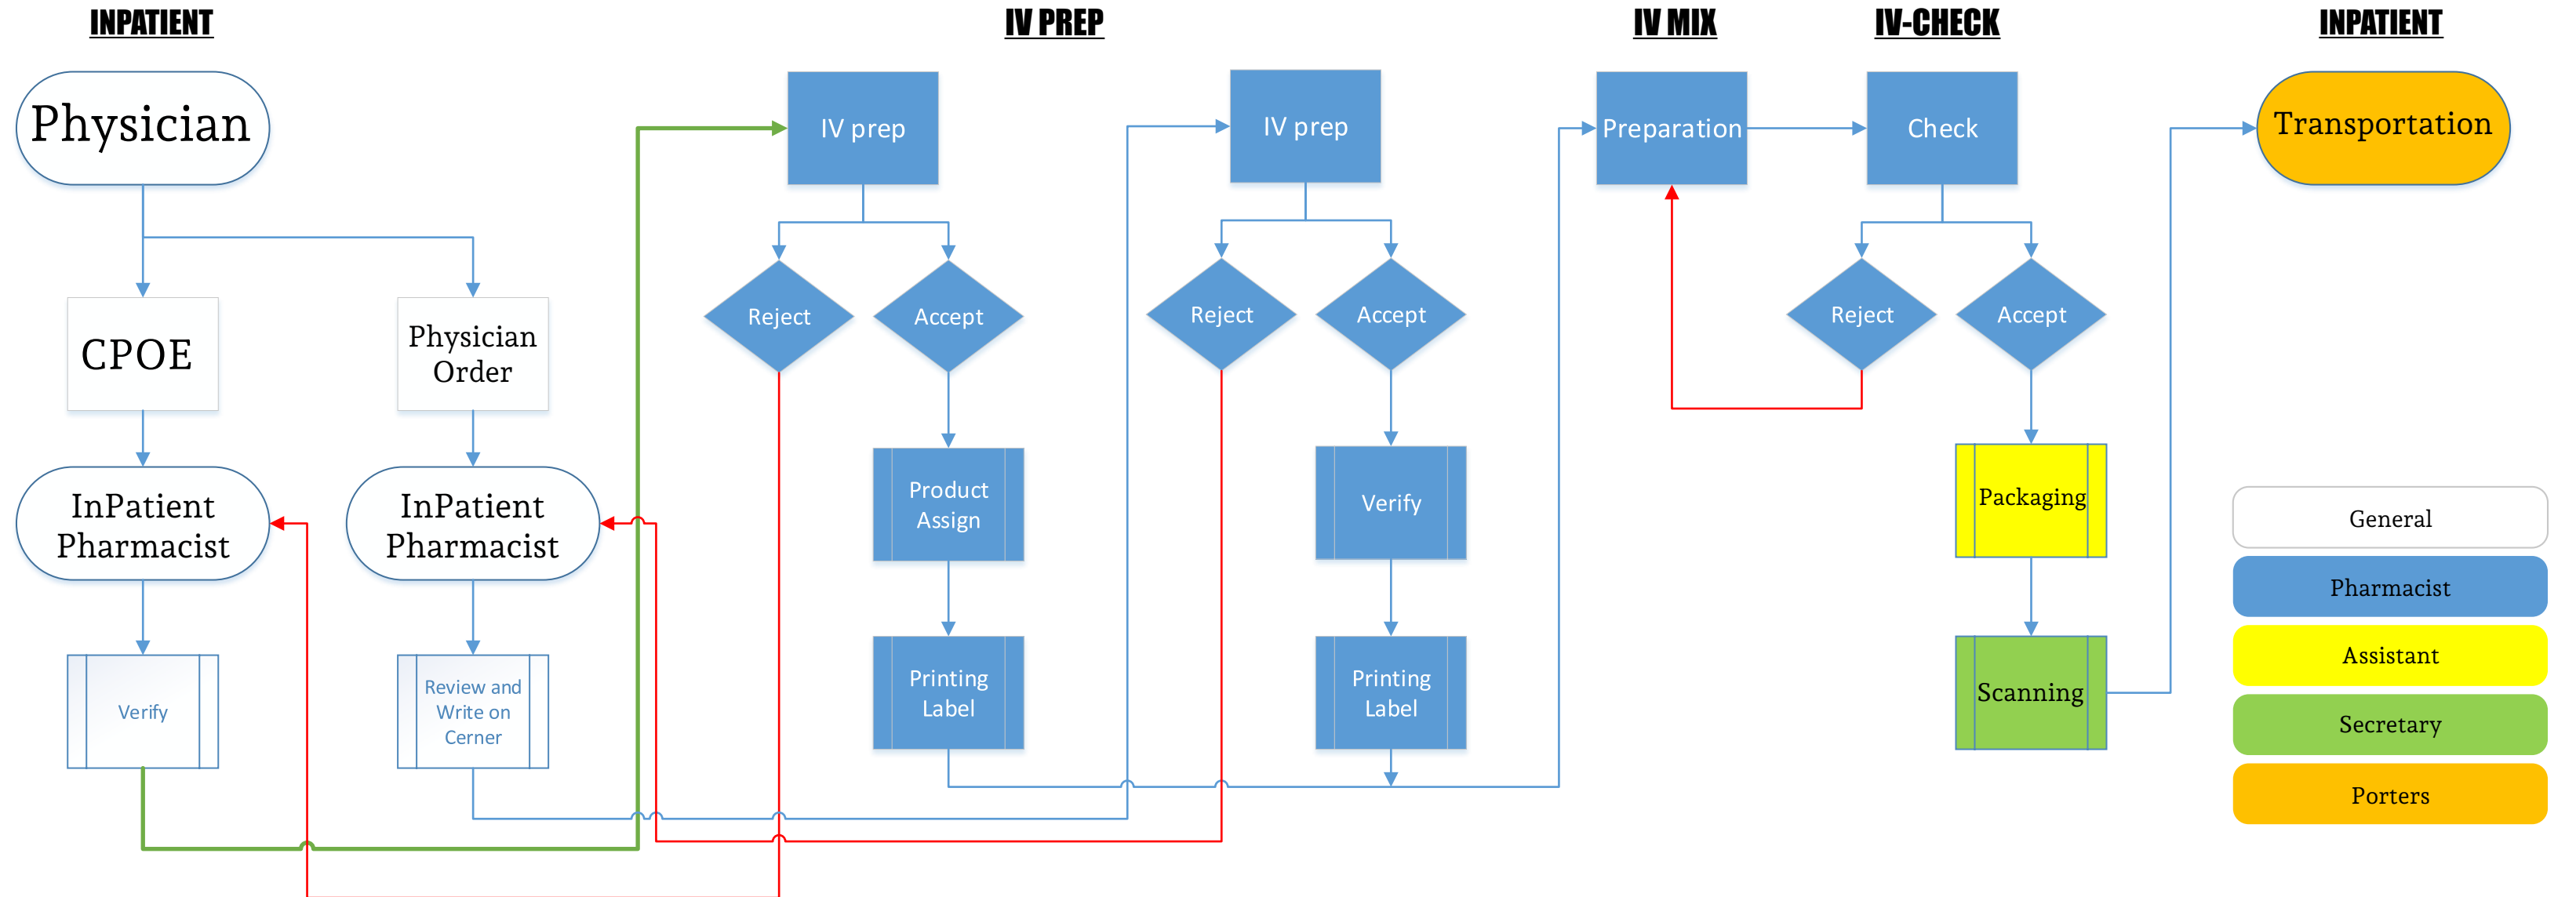 INPATIENT
IV PREP
IV MIX
IV-CHECK
INPATIENT
Physician
IV prep
IV prep
Preparation
Check
Transportation
CPOE
Physician
Order
Reject
Accept
Reject
Accept
Reject
Accept
InPatient
Pharmacist
InPatient
Pharmacist
Product
Assign
Verify
Packaging
Verify
Review and
Write on
Cerner
Printing
Label
Printing
Label
Scanning
General
Pharmacist
Assistant
Secretary
Porters